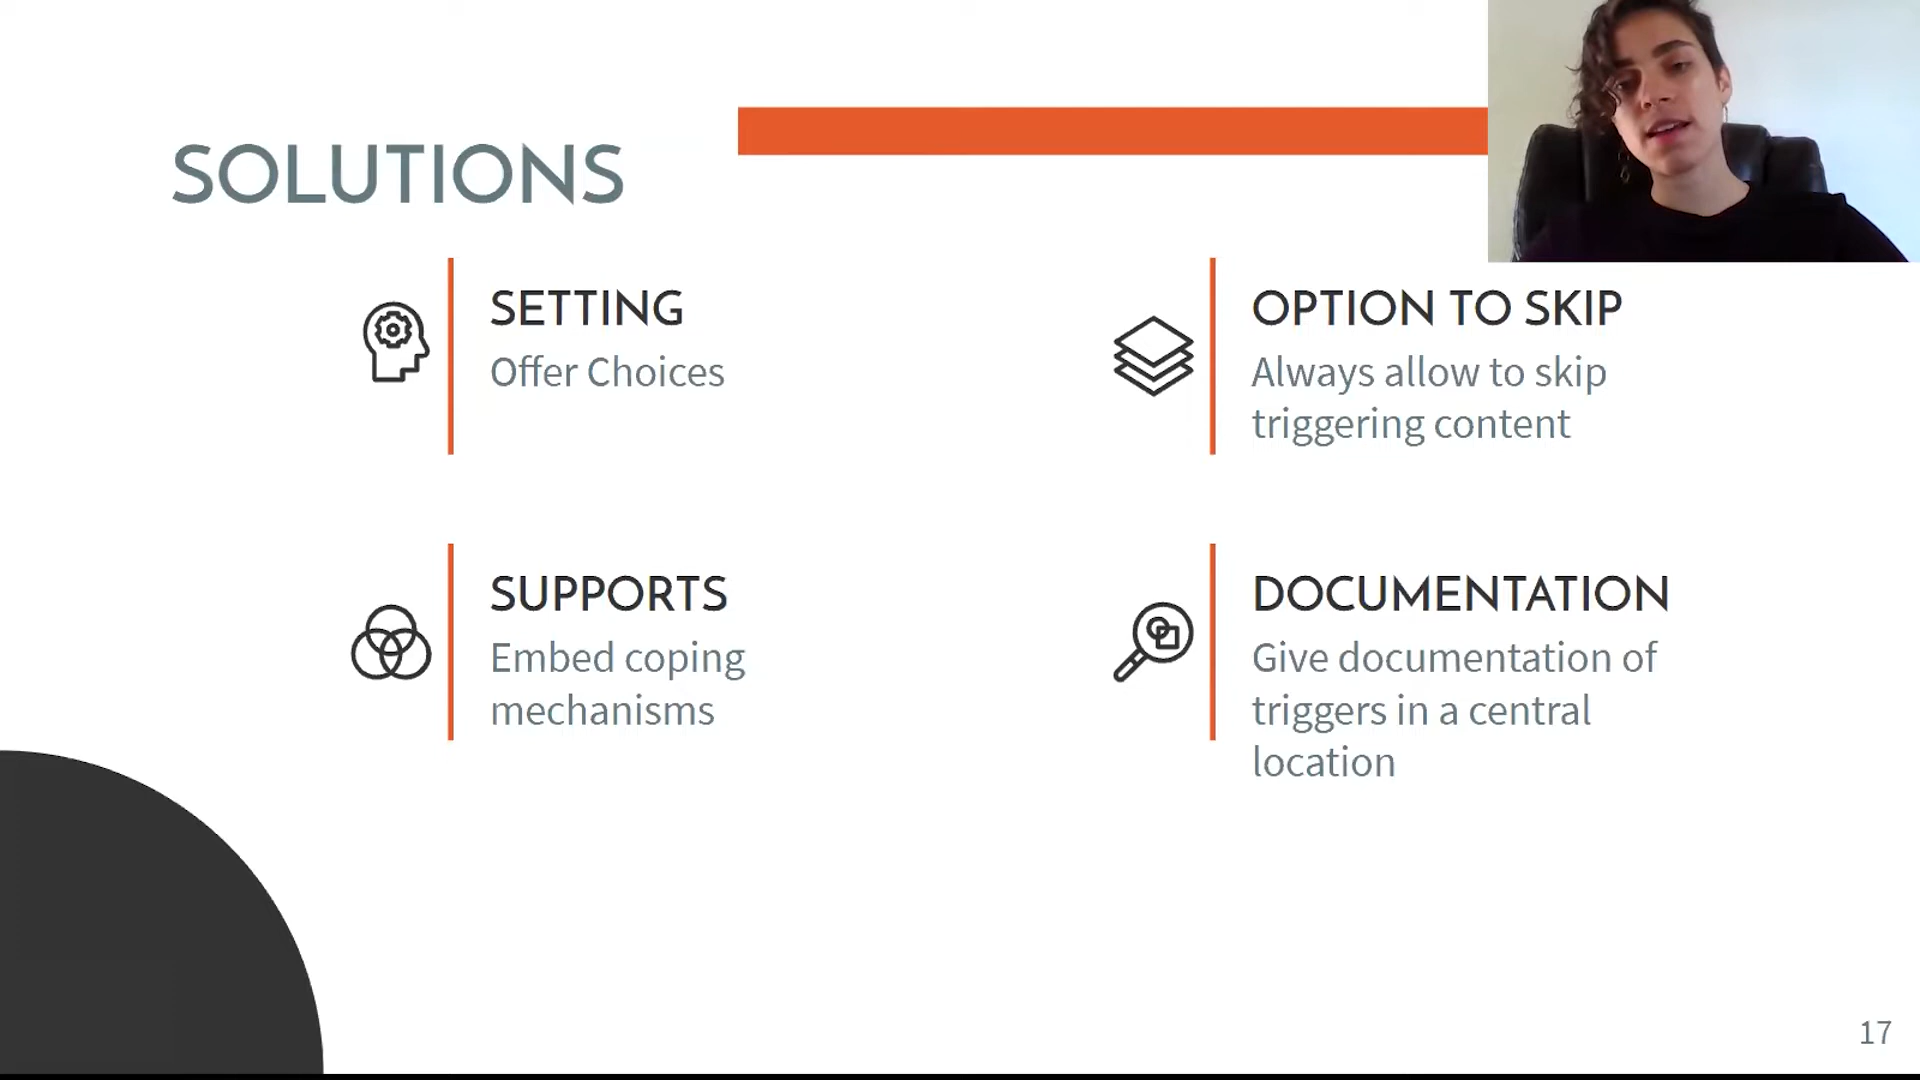 SOLUTIONS
SETTING
Offer Choices
OPTION TO SKIP
Always allow to skip
triggering content
SUPPORTS
Embed coping
mechanisms
DOCUMENTATION
Give documentation of
triggers in a central
location
17